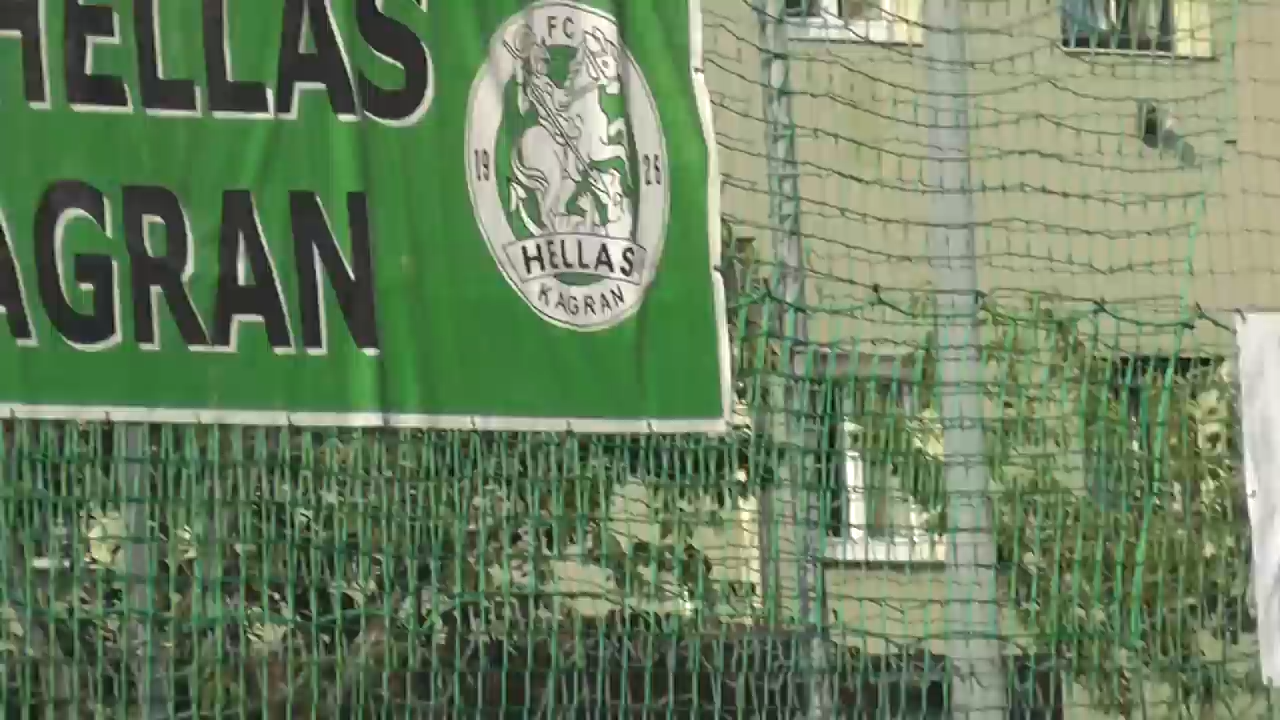 HELLAS
AGRAN
FC
19 25
HELLAS
KAGRAN